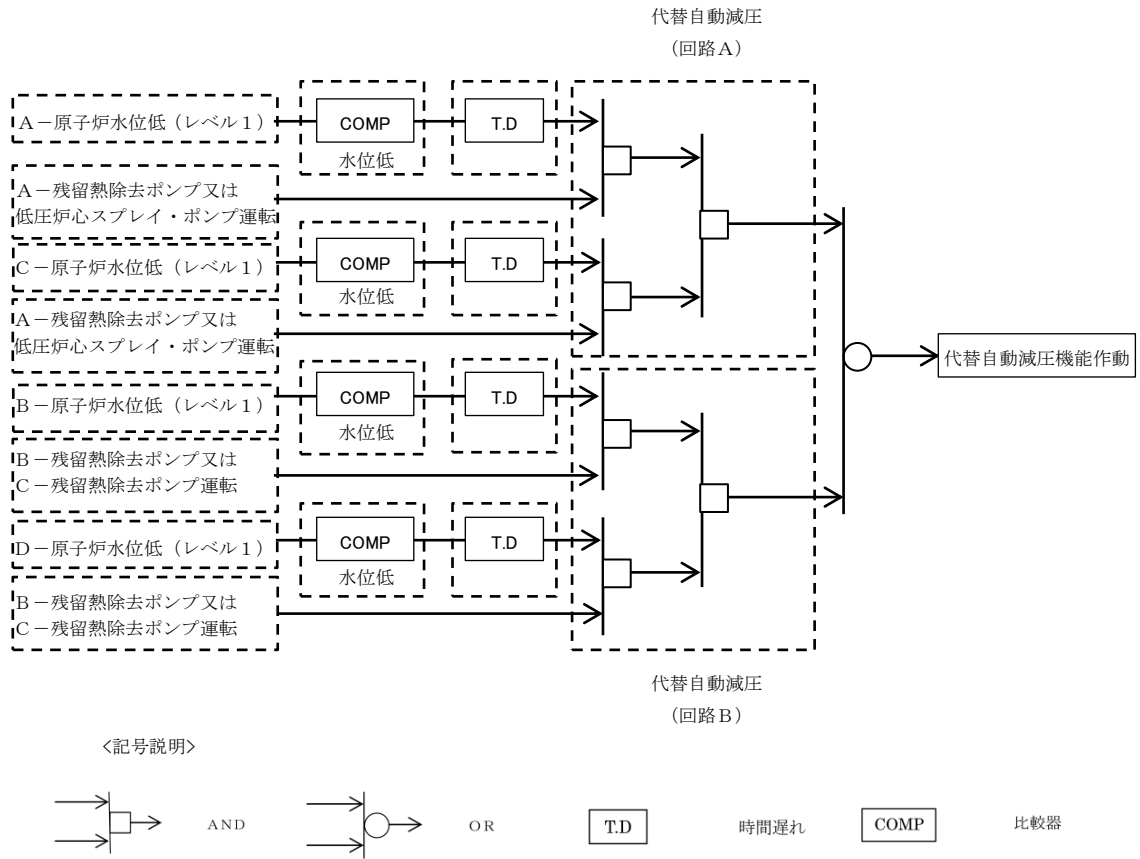 代替自動減圧
（回路Ａ）
Ａ－原子炉水位低（レベル１）
COMP
T.D
水位低
Ａ－残留熱除去ポンプ又は
低圧炉心スプレイ・ポンプ運転
Ｃ－原子炉水位低（レベル１）
COMP
T.D
水位低
Ａ－残留熱除去ポンプ又は
低圧炉心スプレイ・ポンプ運転
代替自動減圧機能作動
Ｂ－原子炉水位低（レベル１）
COMP
T.D
水位低
Ｂ－残留熱除去ポンプ又は
Ｃ－残留熱除去ポンプ運転
Ｄ－原子炉水位低（レベル１）
COMP
T.D
水位低
Ｂ－残留熱除去ポンプ又は
Ｃ－残留熱除去ポンプ運転
代替自動減圧
（回路Ｂ）
<記号説明>
ＡＮＤ
ＯＲ
T.D
時間遅れ
COMP
比較器